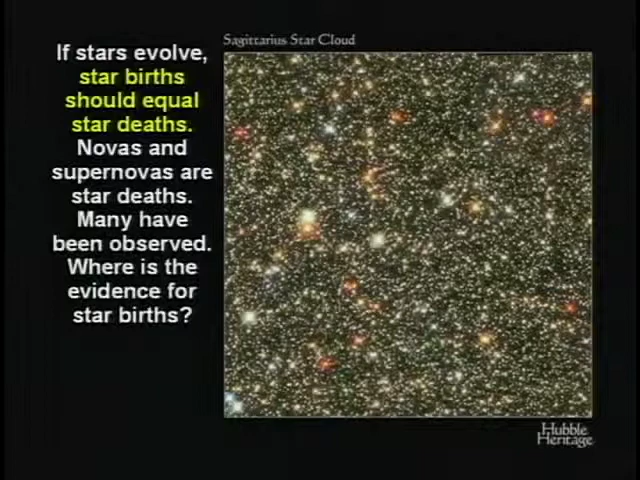 Sagittarius Star Cloud
If stars evolve,
star births
should equal
star deaths.
Novas and
supernovas are
star deaths.
Many have
been observed.
Where is the
evidence for
star births?
Hubble
Heritage